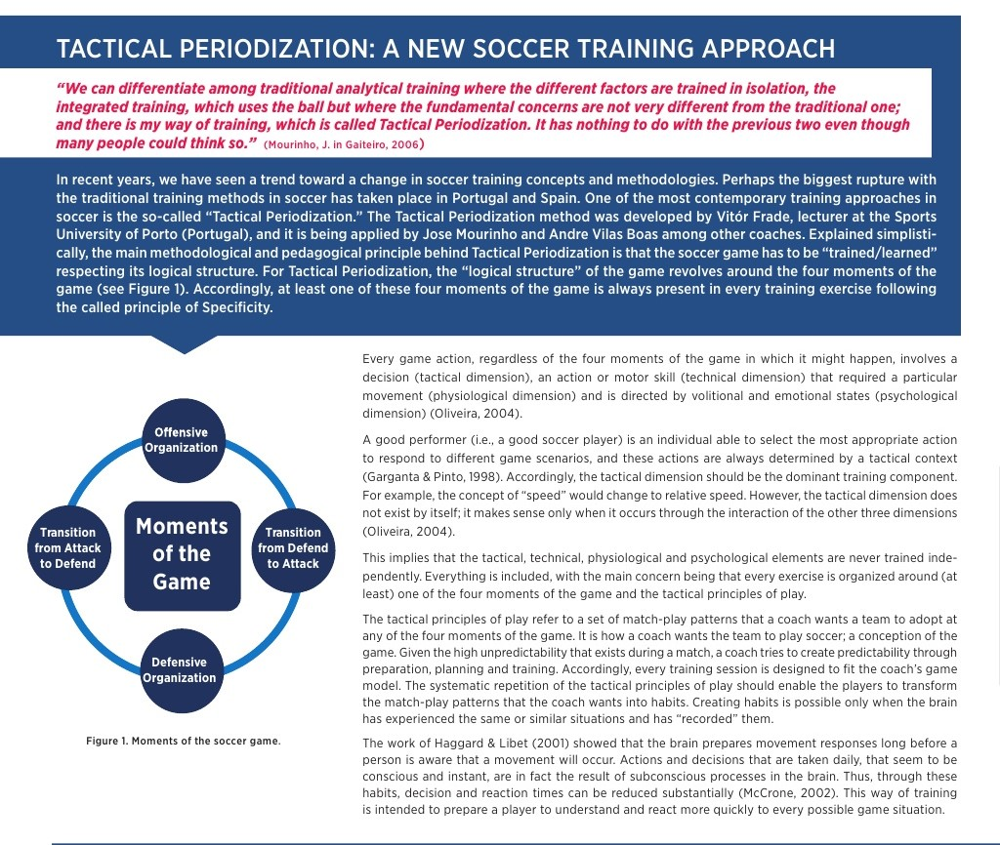 TACTICAL PERIODIZATION: A NEW SOCCER TRAINING APPROACH
“We can differentiate among traditional analytical training where the different factors are trained in isolation, the
integrated training, which uses the ball but where the fundamental concerns are not very different from the traditional one;
and there is my way of training, which is called Tactical Periodization. It has nothing to do with the previous two even though
many people could think so.” (Mourinho, J. in Gaiteiro, 2006)
In recent years, we have seen a trend toward a change in soccer training concepts and methodologies. Perhaps the biggest rupture with
the traditional training methods in soccer has taken place in Portugal and Spain. One of the most contemporary training approaches in
soccer is the so-called “Tactical Periodization.” The Tactical Periodization method was developed by Vitór Frade, lecturer at the Sports
University of Porto (Portugal), and it is being applied by Jose Mourinho and Andre Vilas Boas among other coaches. Explained simplisti-
cally, the main methodological and pedagogical principle behind Tactical Periodization is that the soccer game has to be “trained/learned”
respecting its logical structure. For Tactical Periodization, the “logical structure” of the game revolves around the four moments of the
game (see Figure 1). Accordingly, at least one of these four moments of the game is always present in every training exercise following
the called principle of Specificity.
Offensive
Organization
Transition
from Attack
to Defend
Moments
of the
Game
Transition
from Defend
to Attack
Defensive
Organization
Figure 1. Moments of the soccer game.
Every game action, regardless of the four moments of the game in which it might happen, involves a
decision (tactical dimension), an action or motor skill (technical dimension) that required a particular
movement (physiological dimension) and is directed by volitional and emotional states (psychological
dimension) (Oliveira, 2004).
A good performer (i.e., a good soccer player) is an individual able to select the most appropriate action
to respond to different game scenarios, and these actions are always determined by a tactical context
(Garganta & Pinto, 1998). Accordingly, the tactical dimension should be the dominant training component.
For example, the concept of “speed” would change to relative speed. However, the tactical dimension does
not exist by itself; it makes sense only when it occurs through the interaction of the other three dimensions
(Oliveira, 2004).
This implies that the tactical, technical, physiological and psychological elements are never trained inde-
pendently. Everything is included, with the main concern being that every exercise is organized around (at
least) one of the four moments of the game and the tactical principles of play.
The tactical principles of play refer to a set of match-play patterns that a coach wants a team to adopt at
any of the four moments of the game. It is how a coach wants the team to play soccer; a conception of the
game. Given the high unpredictability that exists during a match, a coach tries to create predictability through
preparation, planning and training. Accordingly, every training session is designed to fit the coach’s game
model. The systematic repetition of the tactical principles of play should enable the players to transform
the match-play patterns that the coach wants into habits. Creating habits is possible only when the brain
has experienced the same or similar situations and has “recorded” them.
The work of Haggard & Libet (2001) showed that the brain prepares movement responses long before a
person is aware that a movement will occur. Actions and decisions that are taken daily, that seem to be
conscious and instant, are in fact the result of subconscious processes in the brain. Thus, through these
habits, decision and reaction times can be reduced substantially (McCrone, 2002). This way of training
is intended to prepare a player to understand and react more quickly to every possible game situation.